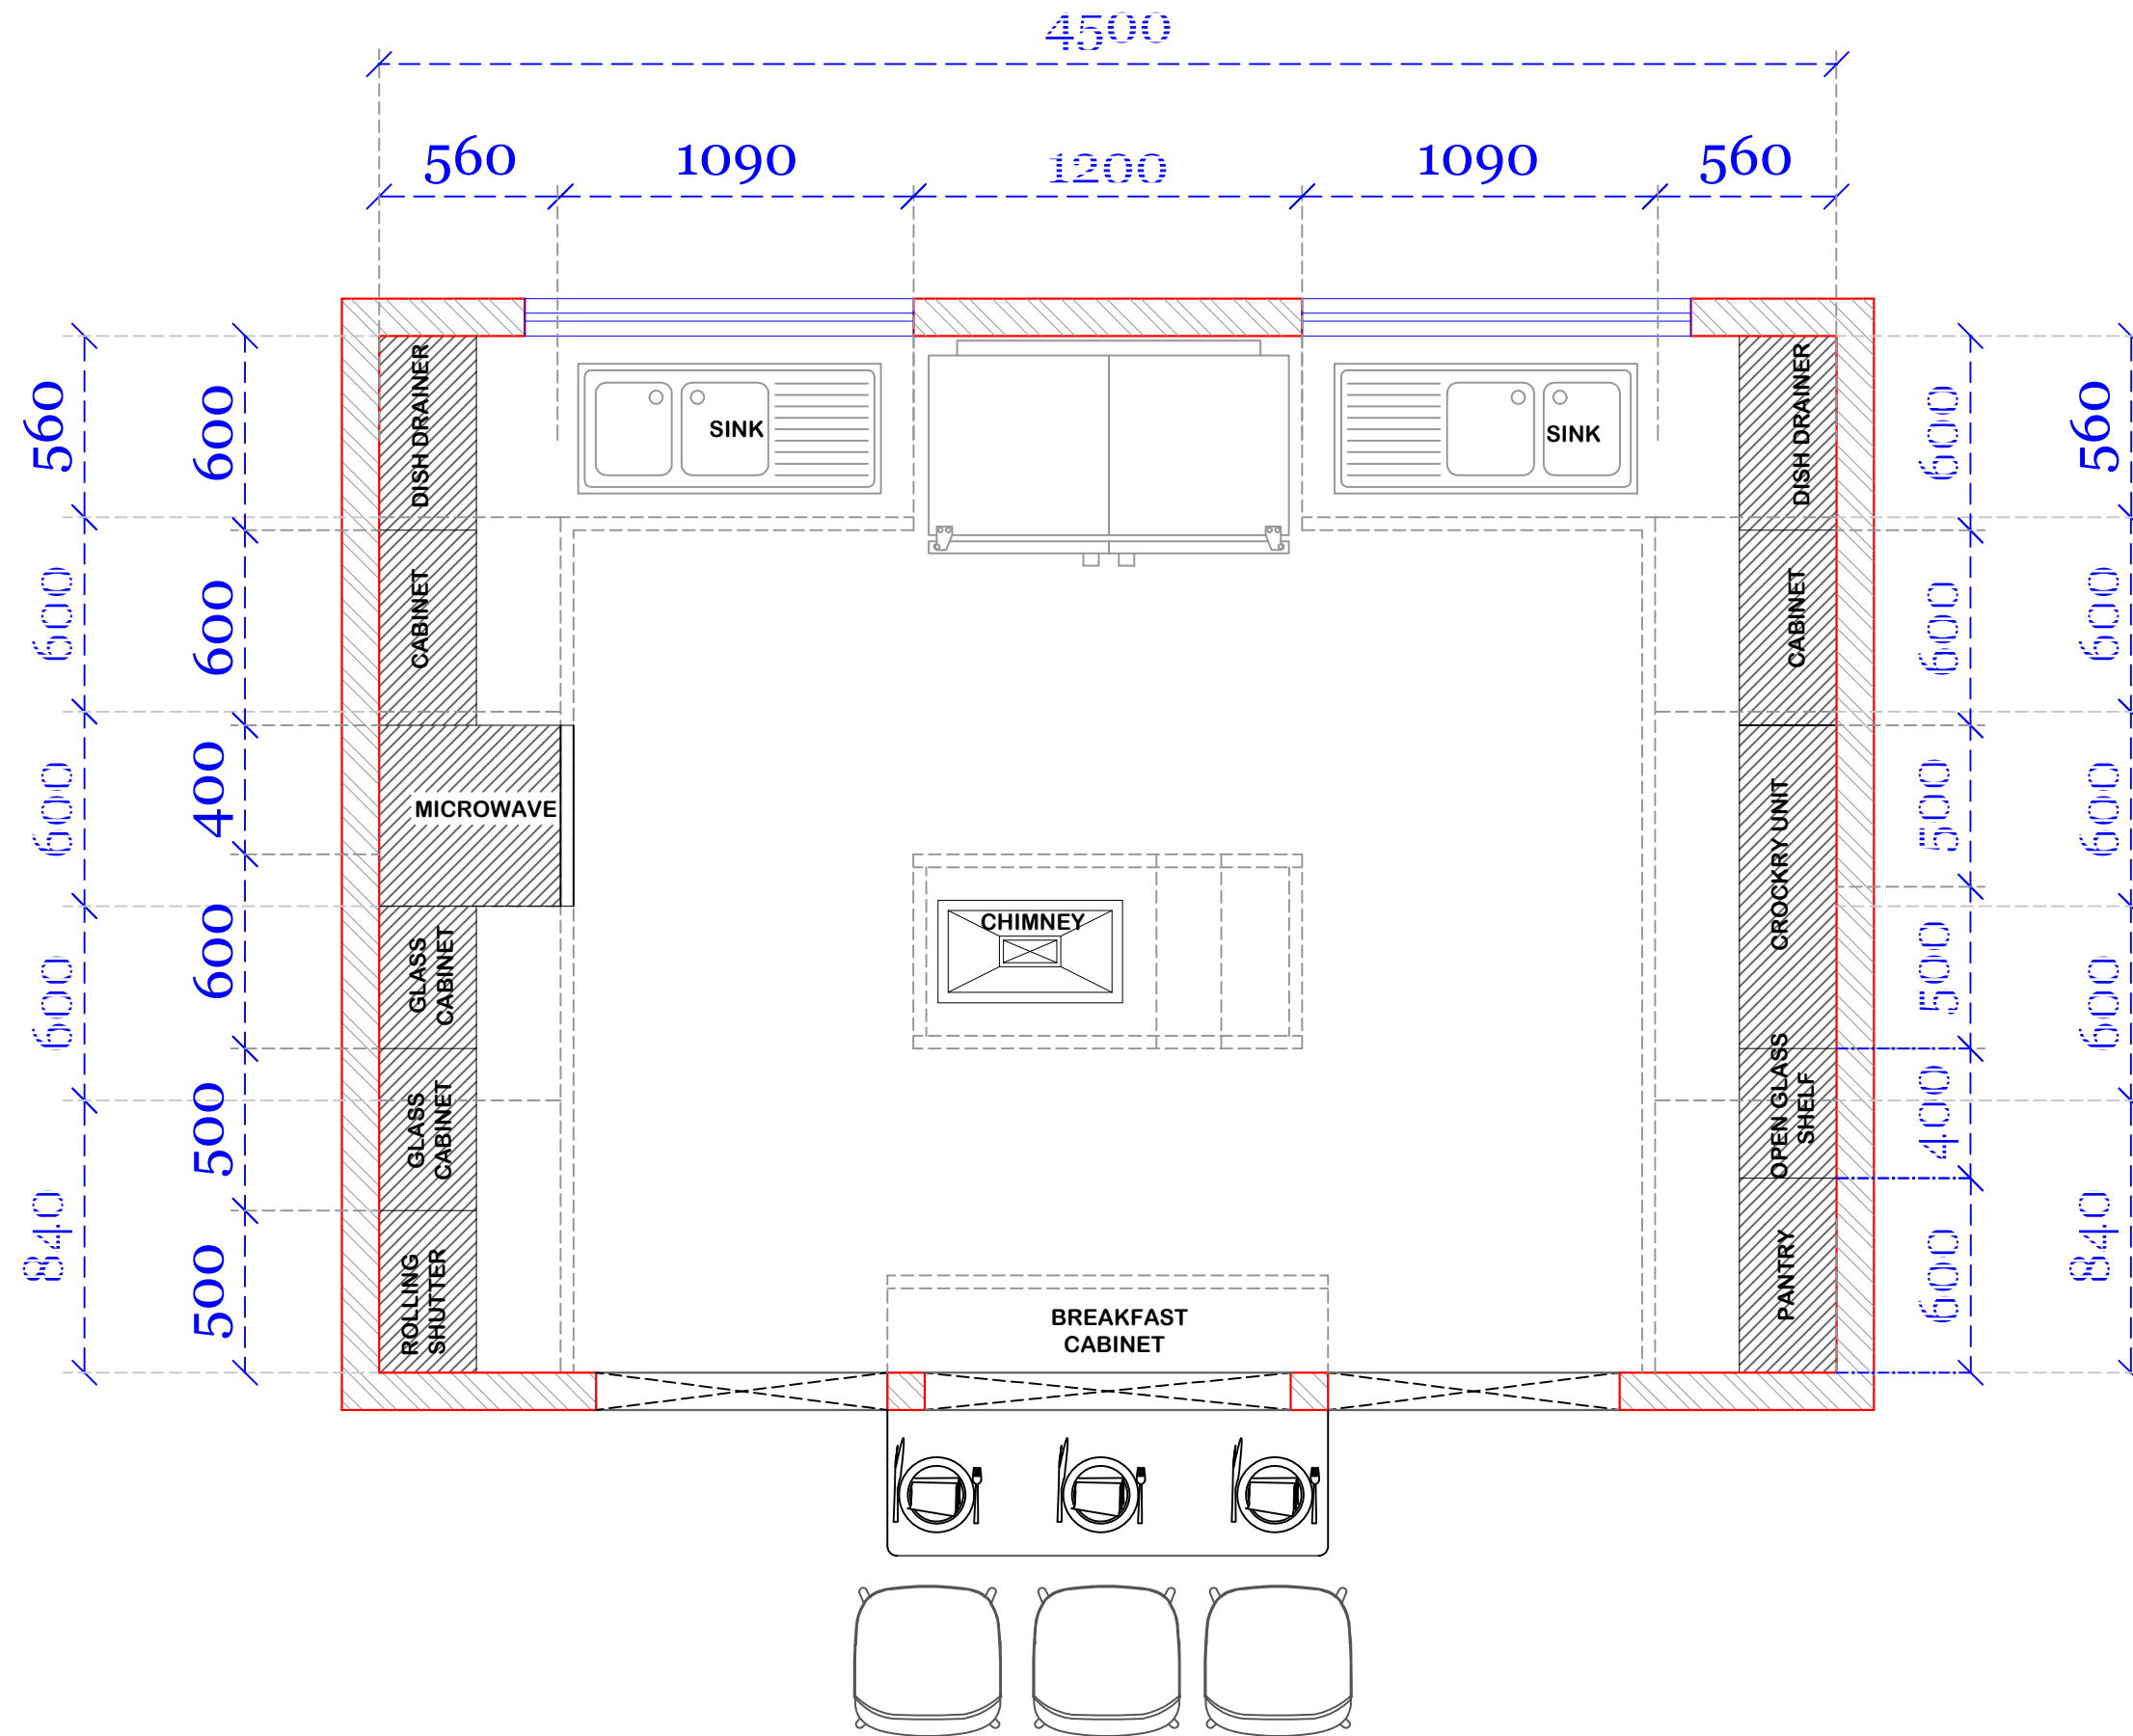 4500
560
1090
1200
1090
560
560
600
600
600
840
600
600
400
600
500
500
DISH DRAINER
CABINET
MICROWAVE
GLASS
CABINET
GLASS
CABINET
ROLLING
SHUTTER
SINK
SINK
CHIMNEY
BREAKFAST
CABINET
DISH DRAINER
CABINET
CROCKRY UNIT
OPEN GLASS
SHELF
PANTRY
600
600
500
500
400
600
560
600
600
600
840